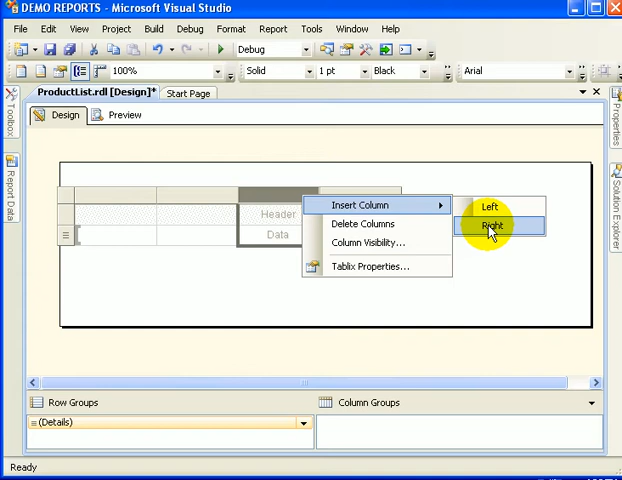 DEMO REPORTS - Microsoft Visual Studio
File Edit View Project Build Debug Format Report Tools Window Help
Debug
100% Solid 1 pt Black Arial
ProductList.rdl [Design]* Start Page
Design Preview
Toolbox
Report Data
Properties
Solution Explorer
Header
Data
Insert Column
Delete Columns
Column Visibility...
Tablix Properties...
Left
Right
Row Groups Column Groups
(Details)
Ready